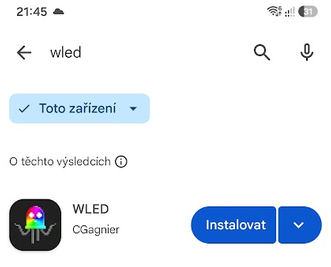 21:45
31
wled
Toto zařízení
O těchto výsledcích
WLED
CGagnier
Instalovat